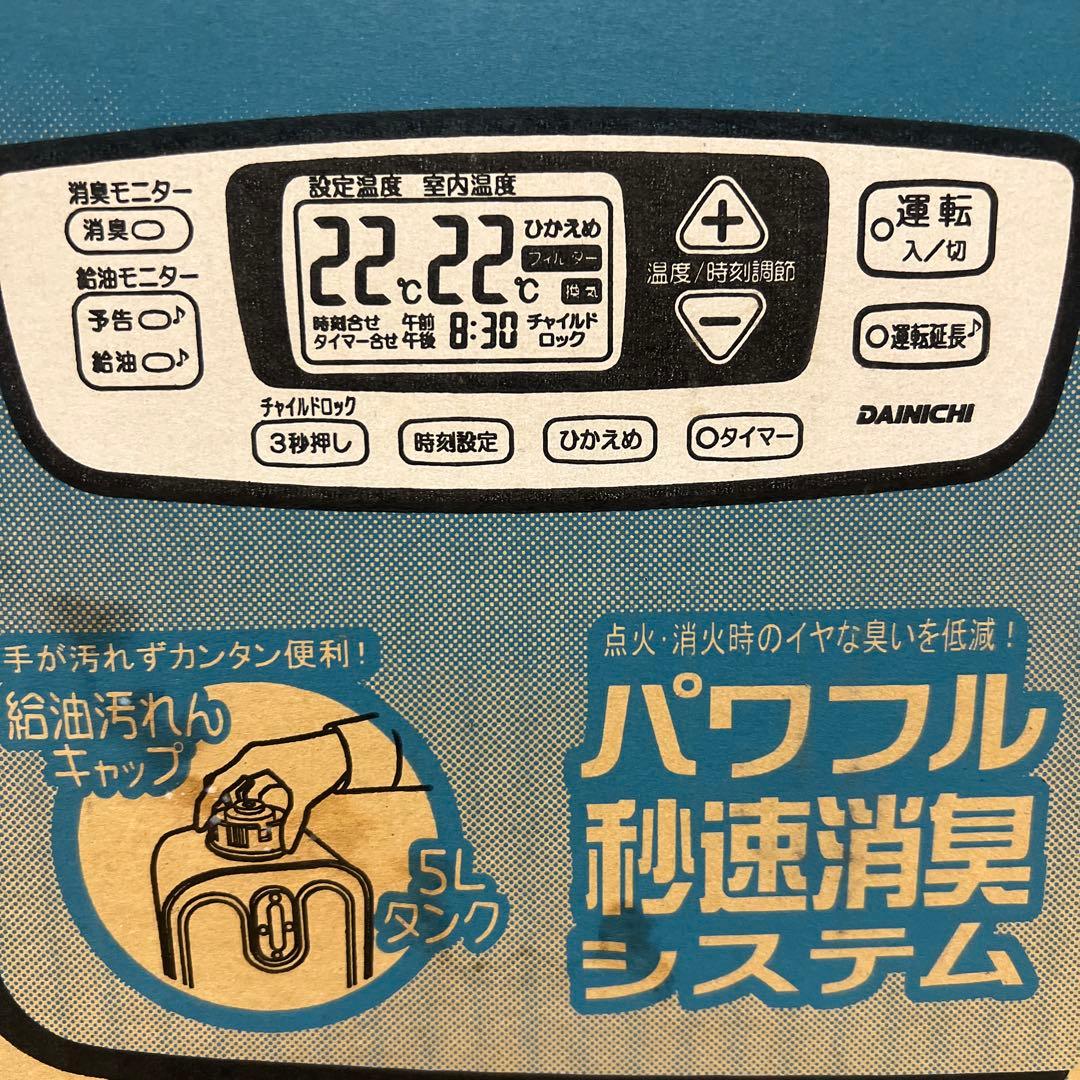 消臭モニター
消臭
給油モニター
予告♪
給油♪
設定温度 室内温度
22℃ 22℃
ひかえめ
フィルター
換気
時刻合せ 午前
タイマー合せ 午後
8:30
チャイルド
ロック
+
温度/時刻調節
−
運転
入/切
運転延長♪
DAINICHI
チャイルドロック
3秒押し
時刻設定
ひかえめ
タイマー
手が汚れずカンタン便利!
給油汚れん
キャップ
5L
タンク
点火・消火時のイヤな臭いを低減!
パワフル
秒速消臭
システム